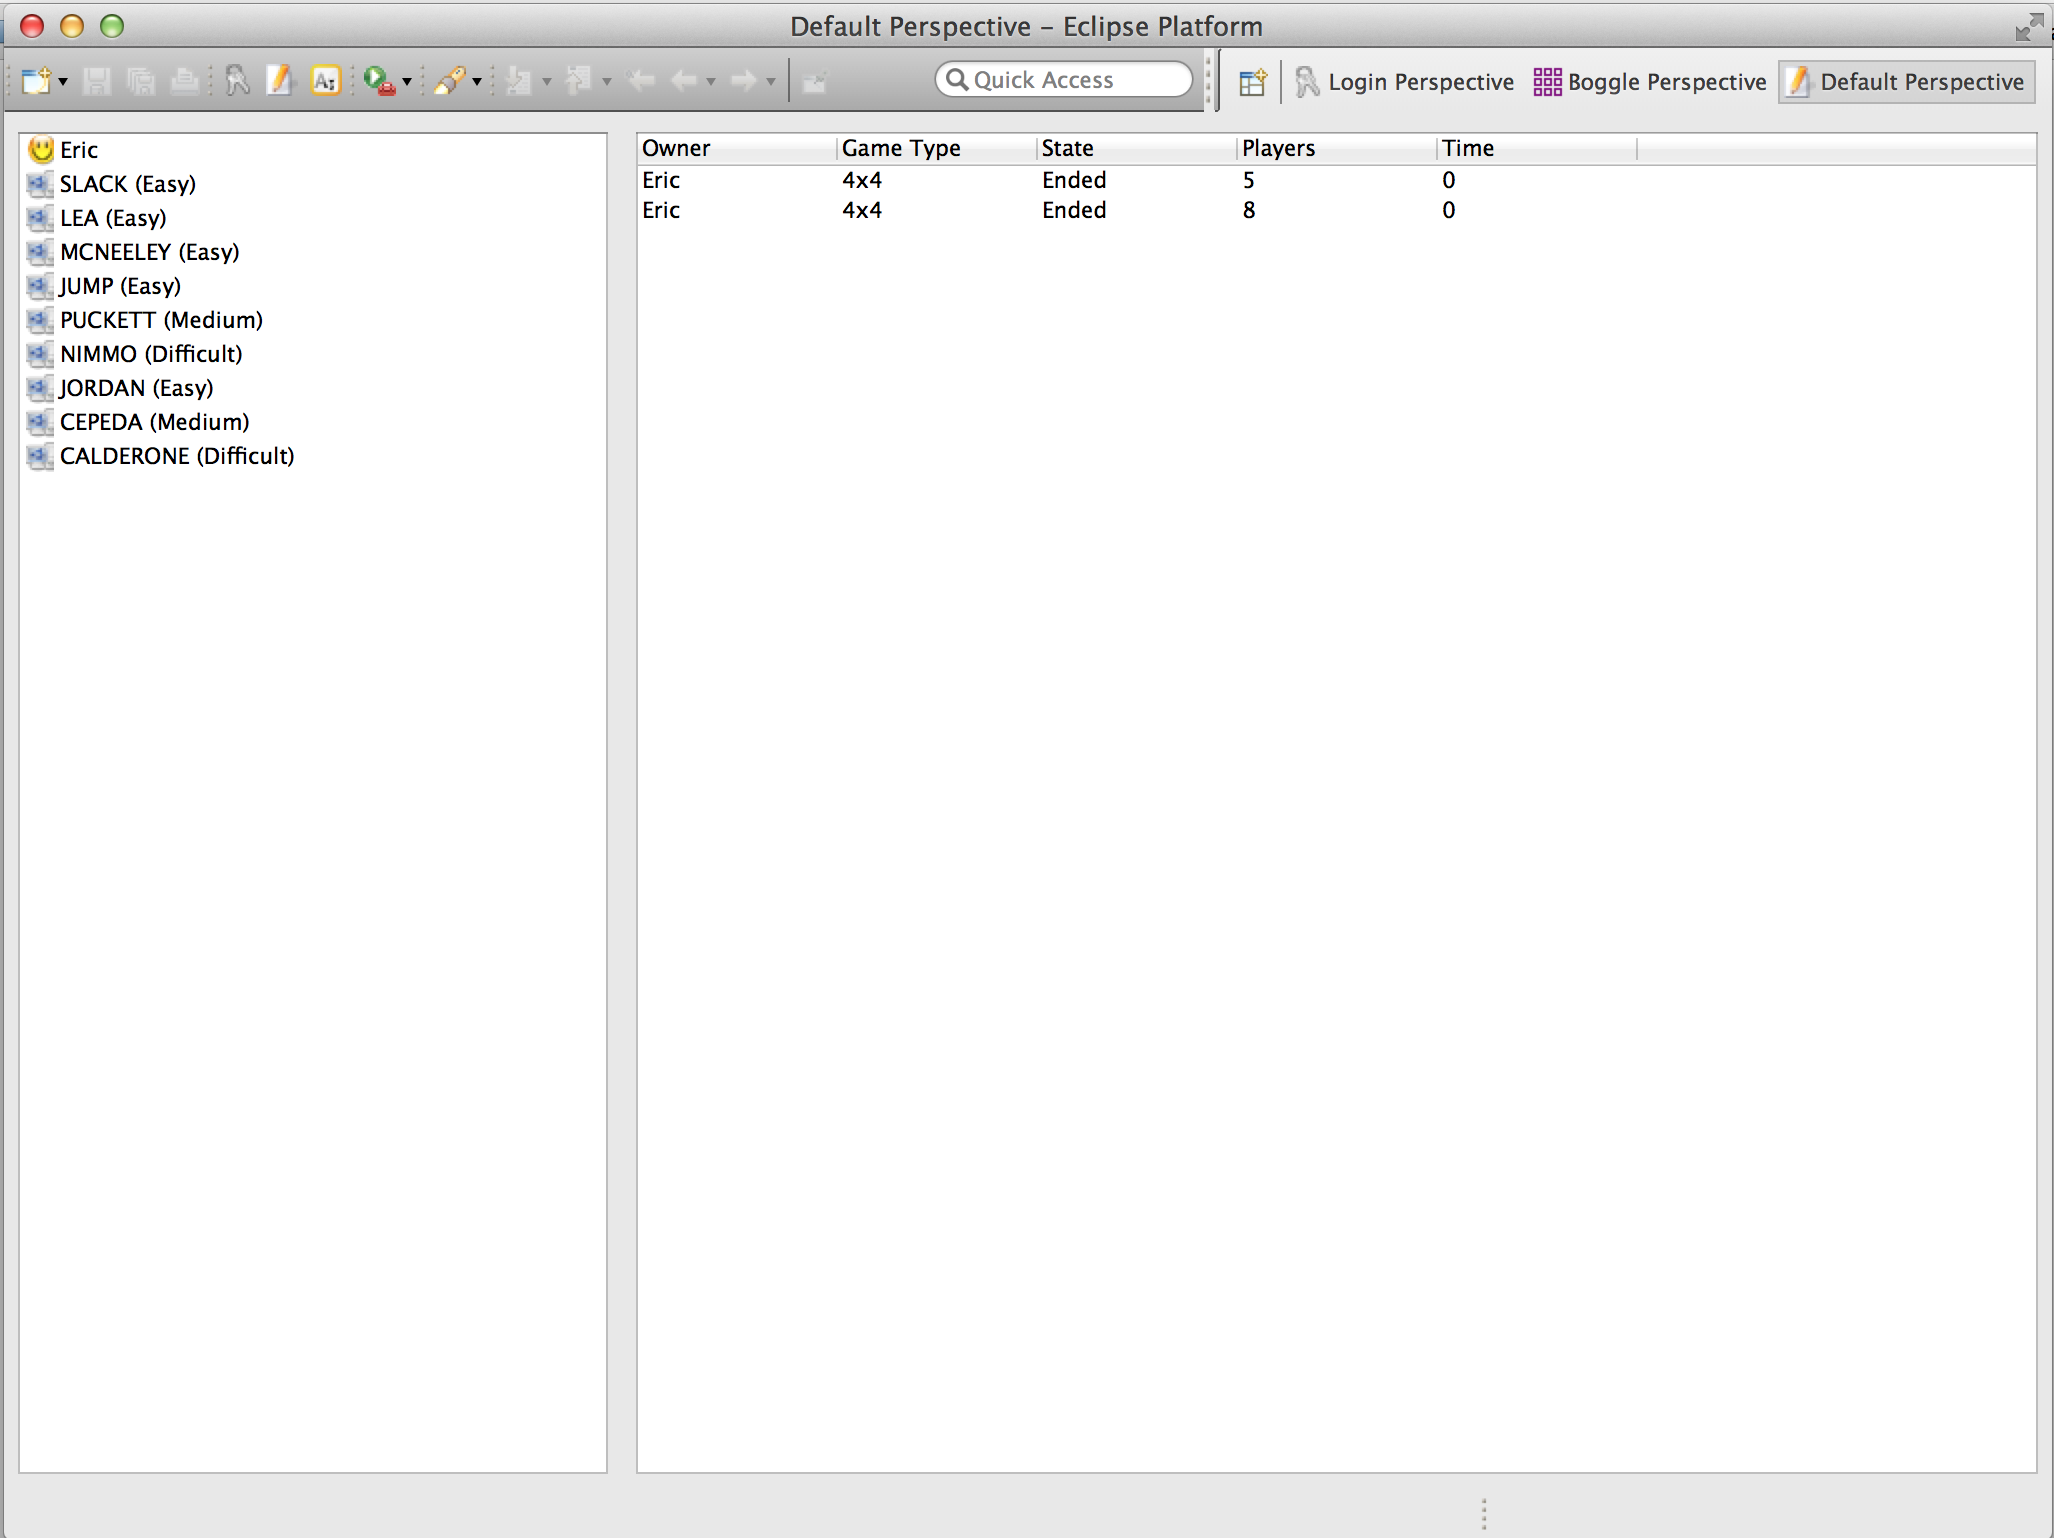 Default Perspective – Eclipse Platform
Quick Access Login Perspective Boggle Perspective Default Perspective
Eric
SLACK (Easy)
LEA (Easy)
MCNEELEY (Easy)
JUMP (Easy)
PUCKETT (Medium)
NIMMO (Difficult)
JORDAN (Easy)
CEPEDA (Medium)
CALDERONE (Difficult)
Owner Game Type State Players Time
Eric 4x4 Ended 5 0
Eric 4x4 Ended 8 0